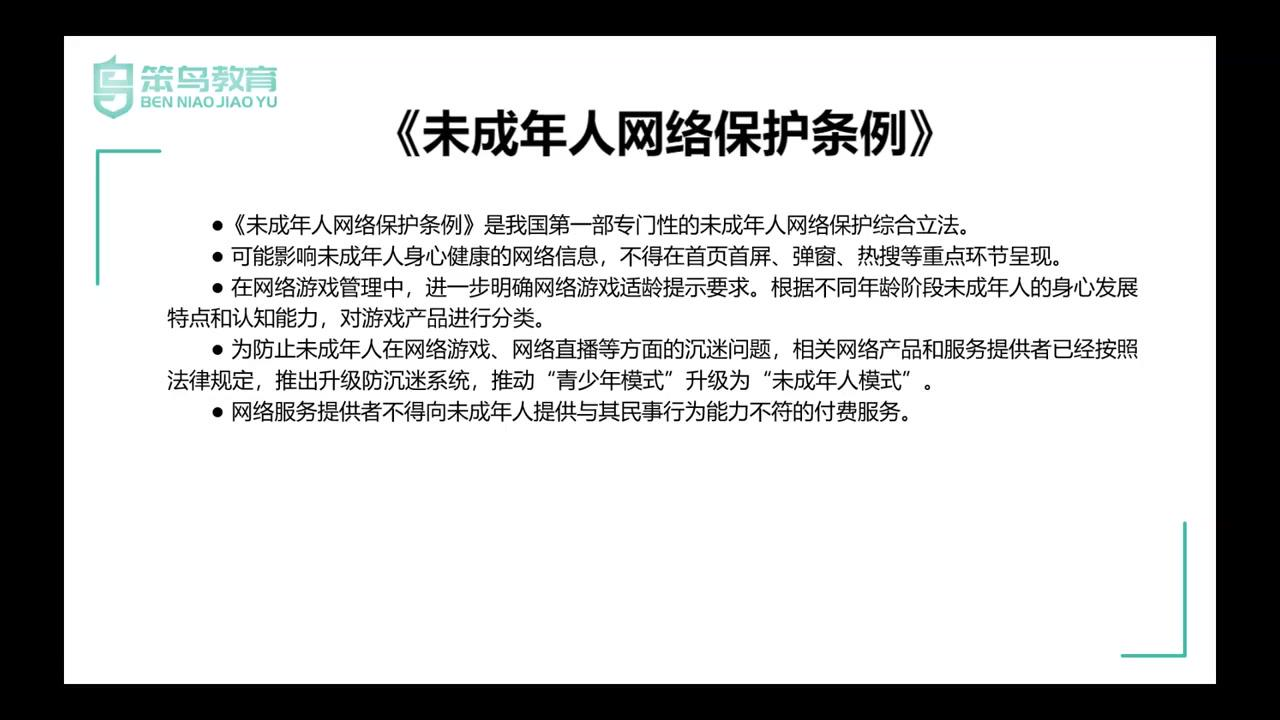 笨鸟教育
BEN NIAO JIAO YU
《未成年人网络保护条例》
●《未成年人网络保护条例》是我国第一部专门性的未成年人网络保护综合立法。
● 可能影响未成年人身心健康的网络信息，不得在首页首屏、弹窗、热搜等重点环节呈现。
● 在网络游戏管理中，进一步明确网络游戏适龄提示要求。根据不同年龄阶段未成年人的身心发展
特点和认知能力，对游戏产品进行分类。
● 为防止未成年人在网络游戏、网络直播等方面的沉迷问题，相关网络产品和服务提供者已经按照
法律规定，推出升级防沉迷系统，推动“青少年模式”升级为“未成年人模式”。
● 网络服务提供者不得向未成年人提供与其民事行为能力不符的付费服务。